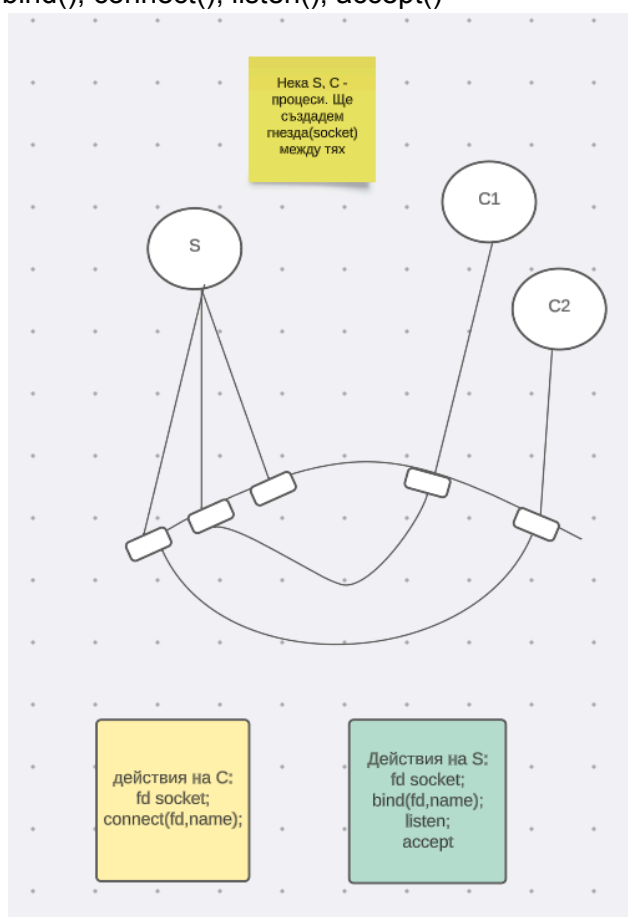 bind(), connect(), listen(), accept()
Нека S, C -
процеси. Ще
създадем
гнезда(socket)
между тях
C1
S
C2
действия на C:
fd socket;
connect(fd,name);
Действия на S:
fd socket;
bind(fd,name);
listen;
accept